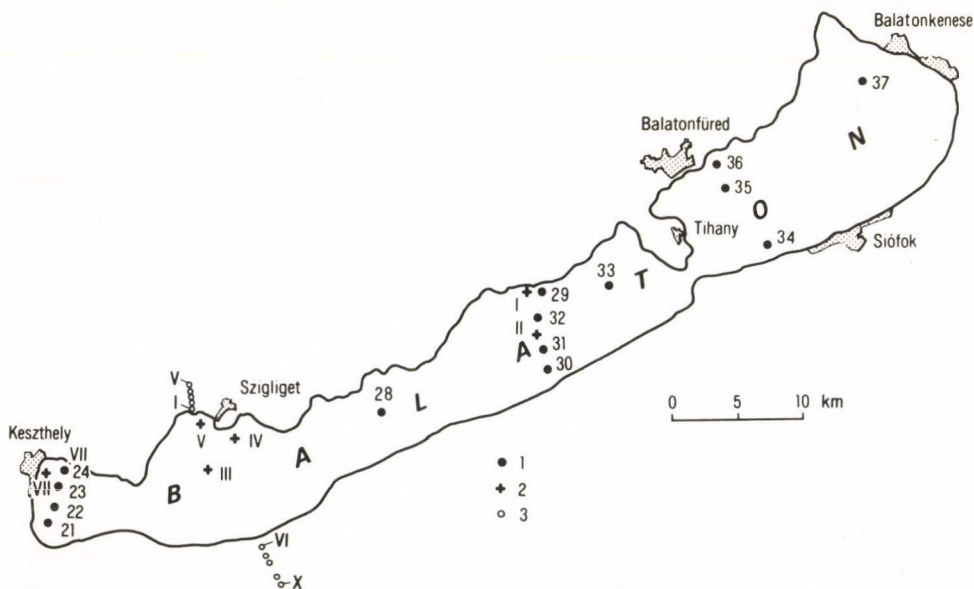 Balatonkenese
37
N
Balatonfüred
36
35
O
Tihany
34
Siófok
33
T
I
29
32
II
A
31
30
V
I
Szigliget
28
L
0 5 10 km
Keszthely
VII
24
VII
23
22
21
V
IV
III
A
B
1
2
3
VI
X